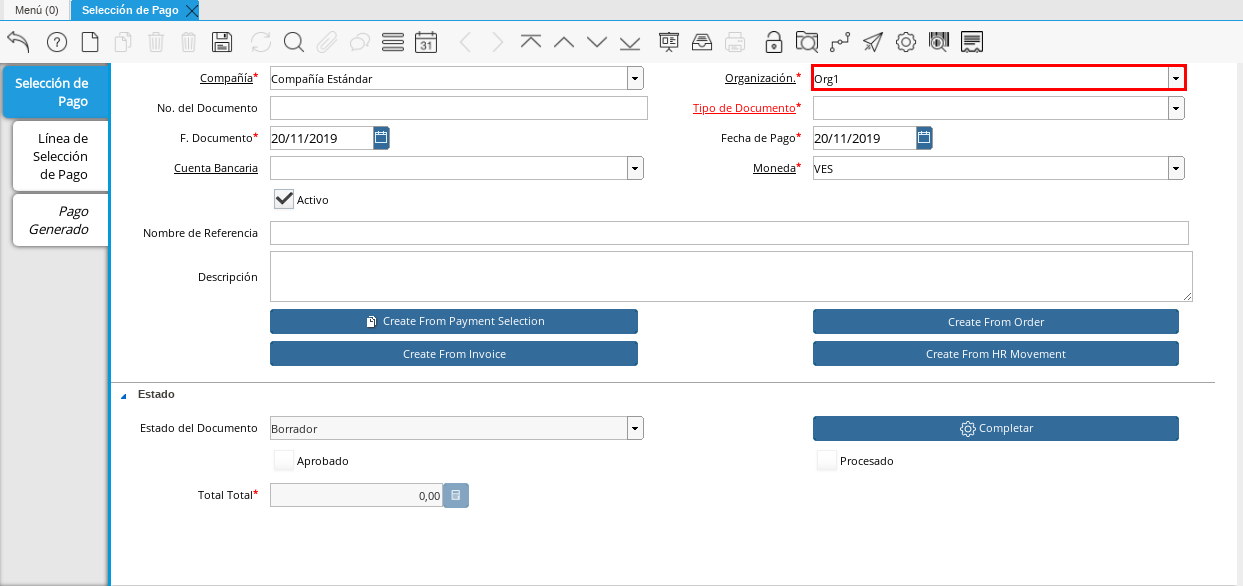 Menú (0)
Selección de Pago
31
Selección de
Pago
Línea de
Selección
de Pago
Pago
Generado
Compañía*
Compañía Estándar
Organización.*
Org1
No. del Documento
Tipo de Documento*
F. Documento*
20/11/2019
Fecha de Pago*
20/11/2019
Cuenta Bancaria
Moneda*
VES
Activo
Nombre de Referencia
Descripción
Create From Payment Selection
Create From Order
Create From Invoice
Create From HR Movement
Estado
Estado del Documento
Borrador
Completar
Aprobado
Procesado
Total Total*
0,00